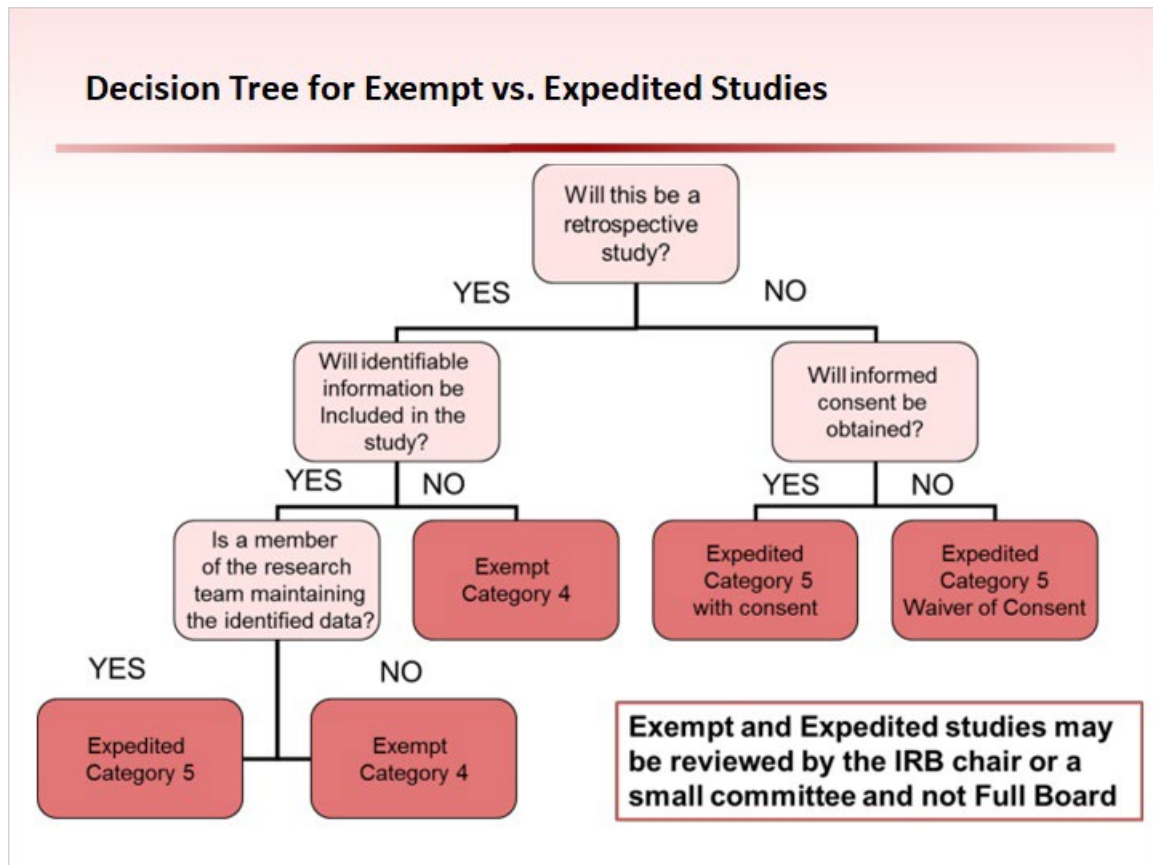 Decision Tree for Exempt vs. Expedited Studies
Will this be a
retrospective
study?
YES
NO
Will identifiable
information be
Included in the
study?
Will informed
consent be
obtained?
YES
NO
YES
NO
Is a member
of the research
team maintaining
the identified data?
Exempt
Category 4
Expedited
Category 5
with consent
Expedited
Category 5
Waiver of Consent
YES
NO
Expedited
Category 5
Exempt
Category 4
Exempt and Expedited studies may
be reviewed by the IRB chair or a
small committee and not Full Board